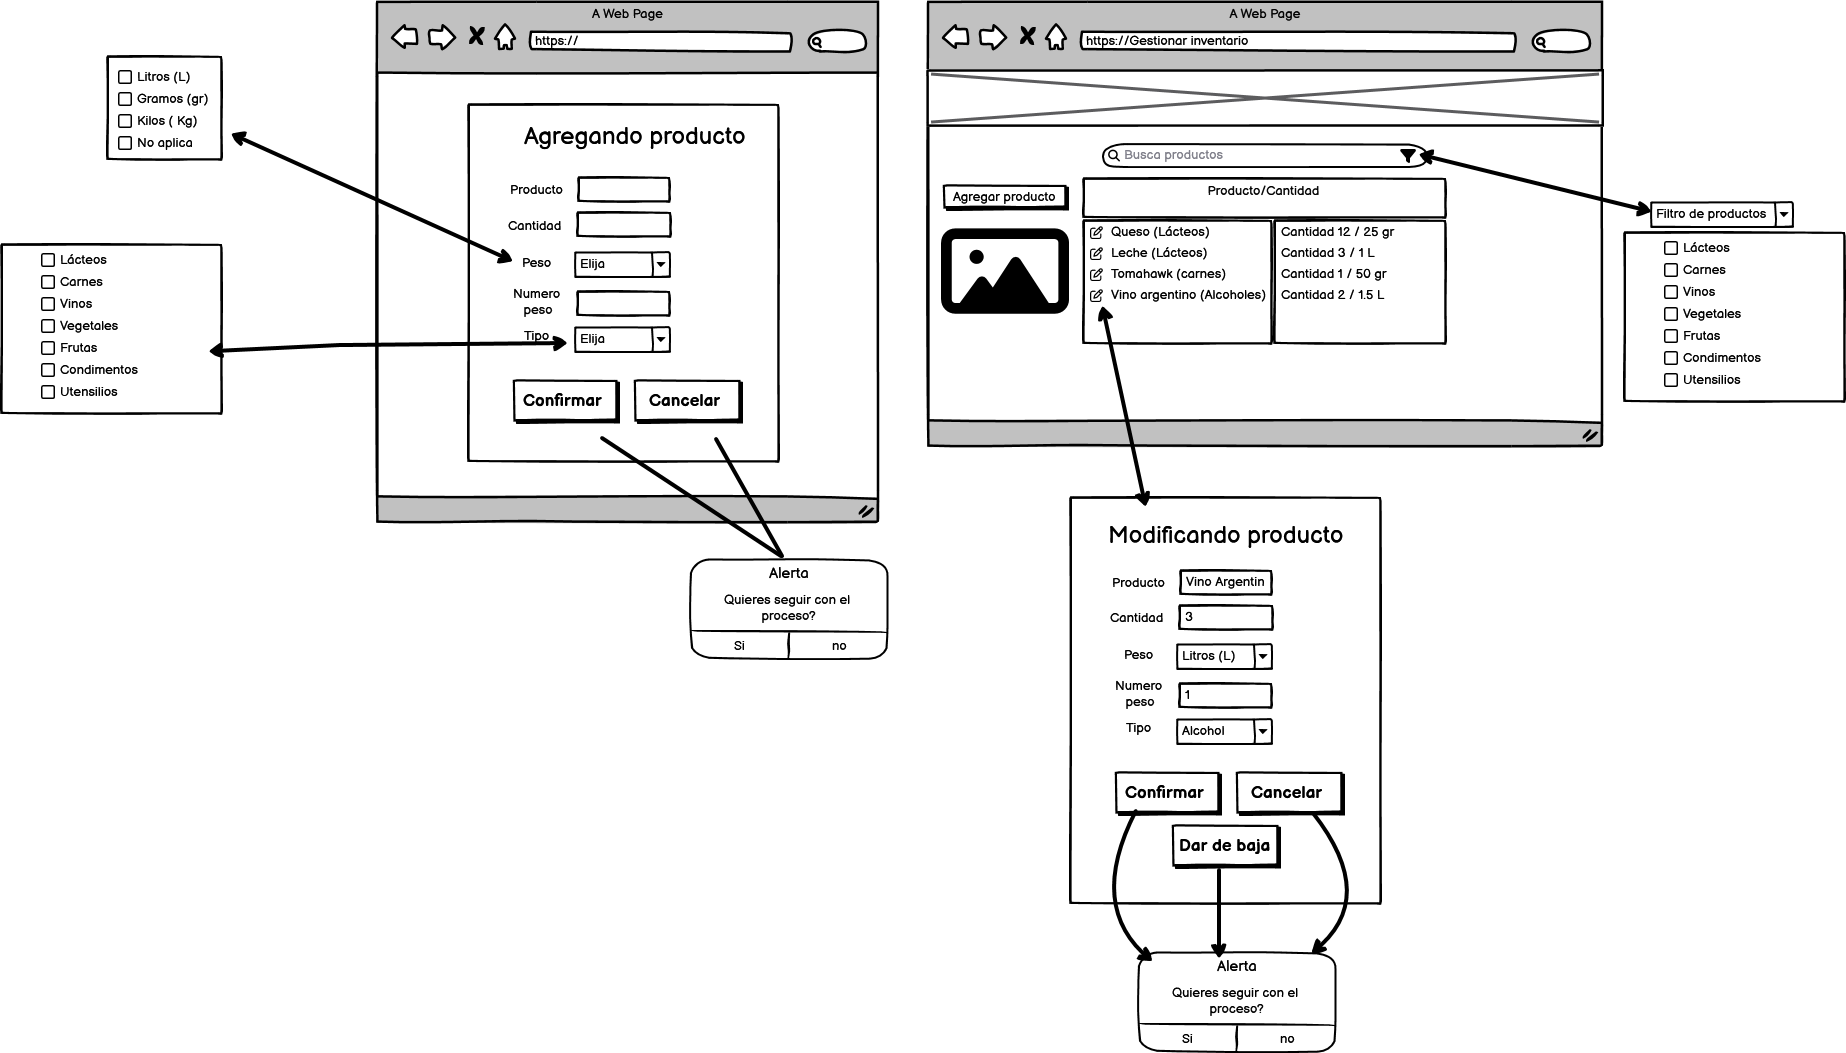 A Web Page
https://
Litros (L)
Gramos (gr)
Kilos ( Kg)
No aplica
Lácteos
Carnes
Vinos
Vegetales
Frutas
Condimentos
Utensilios
Agregando producto
Producto
Cantidad
Peso
Elija
Numero
peso
Tipo
Elija
Confirmar
Cancelar
Alerta
Quieres seguir con el
proceso?
Si
no
A Web Page
https://Gestionar inventario
Busca productos
Agregar producto
Producto/Cantidad
Queso (Lácteos)
Cantidad 12 / 25 gr
Leche (Lácteos)
Cantidad 3 / 1 L
Tomahawk (carnes)
Cantidad 1 / 50 gr
Vino argentino (Alcoholes)
Cantidad 2 / 1.5 L
Filtro de productos
Lácteos
Carnes
Vinos
Vegetales
Frutas
Condimentos
Utensilios
Modificando producto
Producto
Vino Argentin
Cantidad
3
Peso
Litros (L)
Numero
peso
1
Tipo
Alcohol
Confirmar
Cancelar
Dar de baja
Alerta
Quieres seguir con el
proceso?
Si
no